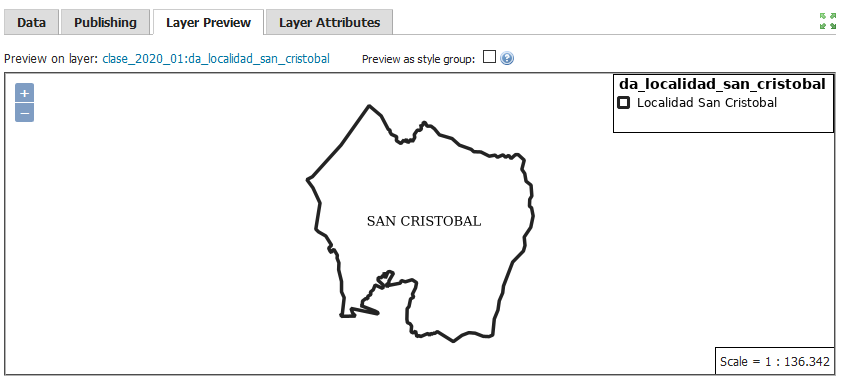 Data Publishing Layer Preview Layer Attributes
Preview on layer: clase_2020_01:da_localidad_san_cristobal Preview as style group: ?
+
−
da_localidad_san_cristobal
Localidad San Cristobal
SAN CRISTOBAL
Scale = 1 : 136.342